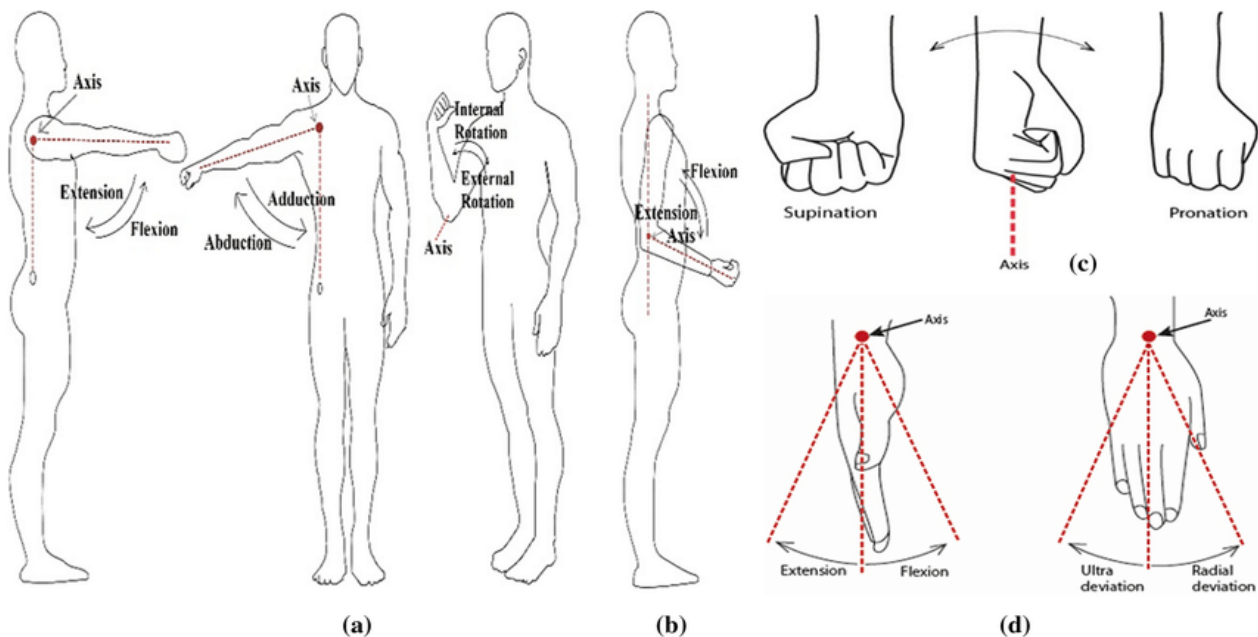 Axis
Extension
Flexion
Axis
Adduction
Abduction
Internal
Rotation
External
Rotation
Axis
(a)
Flexion
Extension
Axis
(b)
Supination
Pronation
Axis
(c)
Axis
Extension
Flexion
Axis
Ultra
deviation
Radial
deviation
(d)